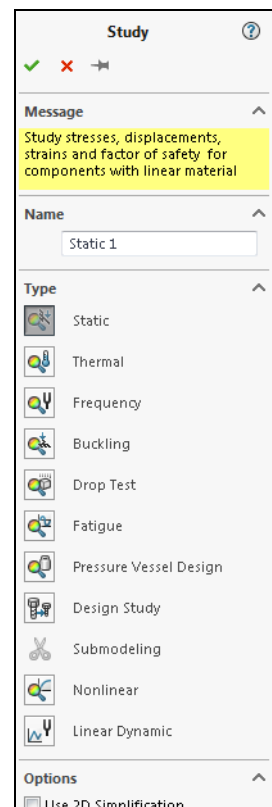 Study
Message
Study stresses, displacements,
strains and factor of safety for
components with linear material
Name
Static 1
Type
Static
Thermal
Frequency
Buckling
Drop Test
Fatigue
Pressure Vessel Design
Design Study
Submodeling
Nonlinear
Linear Dynamic
Options
Use 2D Simplification